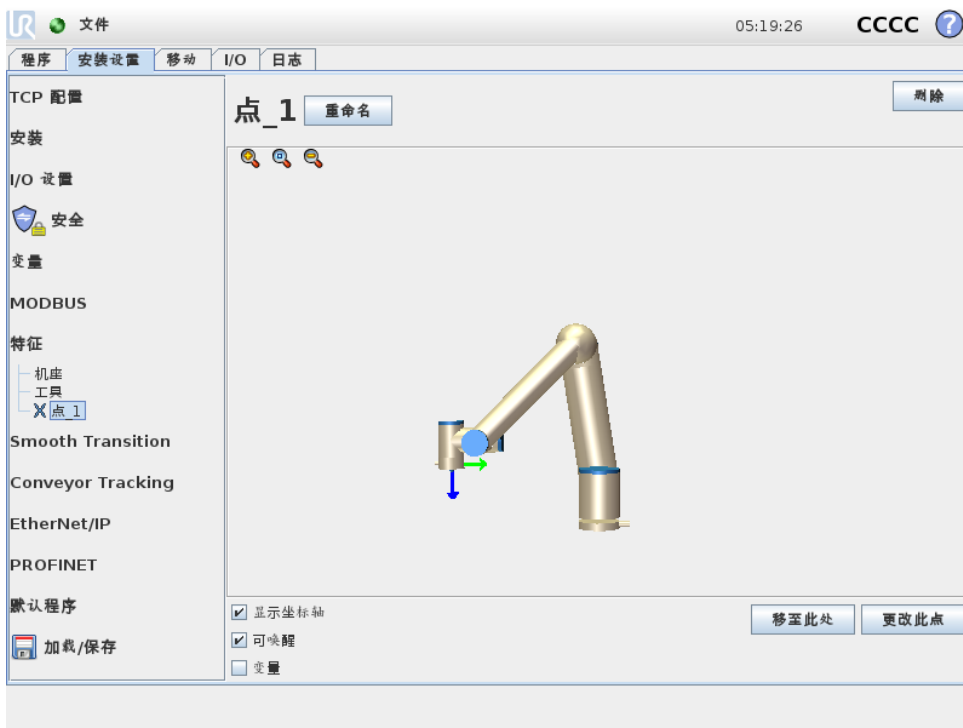 UR 文件 05:19:26 CCCC ?
程序 安装设置 移动 I/O 日志
TCP 配置
安装
I/O 设置
安全
变量
MODBUS
特征
机座
工具
点_1
Smooth Transition
Conveyor Tracking
EtherNet/IP
PROFINET
默认程序
加载/保存
点_1 重命名 删除
显示坐标轴
可唤醒
变量
移至此处 更改此点